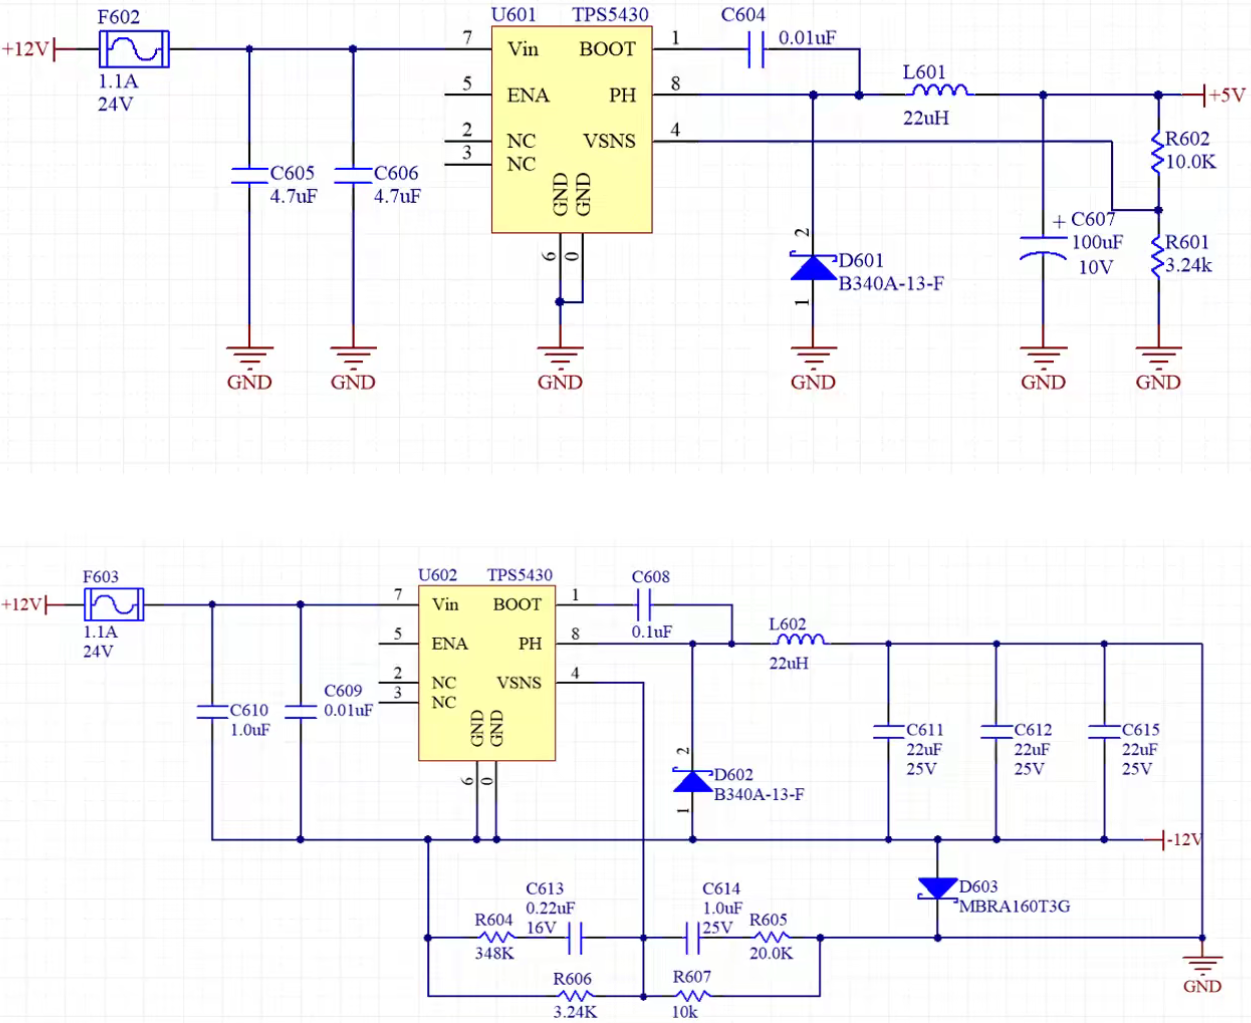 F602
+12V
1.1A
24V
C605
4.7uF
C606
4.7uF
GND
GND
U601 TPS5430
7 Vin BOOT 1
5 ENA PH 8
2 NC VSNS 4
3 NC
GND GND
6 0
GND
C604
0.01uF
L601
22uH
+5V
2
D601
B340A-13-F
1
GND
+ C607
100uF
10V
GND
R602
10.0K
R601
3.24k
GND
F603
+12V
1.1A
24V
C610
1.0uF
C609
0.01uF
U602 TPS5430
7 Vin BOOT 1
5 ENA PH 8
2 NC VSNS 4
3 NC
GND GND
6 0
C608
0.1uF
L602
22uH
2
D602
B340A-13-F
1
C611
22uF
25V
C612
22uF
25V
C615
22uF
25V
-12V
D603
MBRA160T3G
C613
0.22uF
16V
R604
348K
C614
1.0uF
25V
R605
20.0K
R606
3.24K
R607
10k
GND